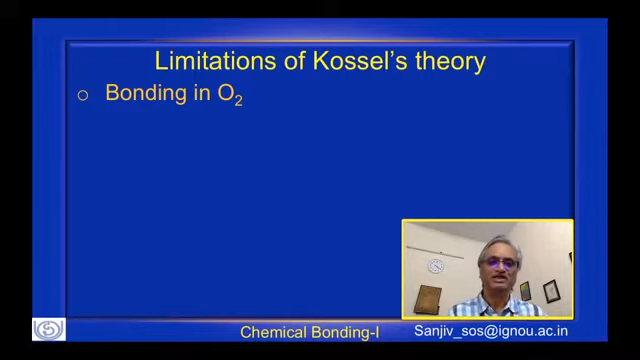 Limitations of Kossel's theory
o Bonding in O₂
Chemical Bonding-I
Sanjiv_sos@ignou.ac.in